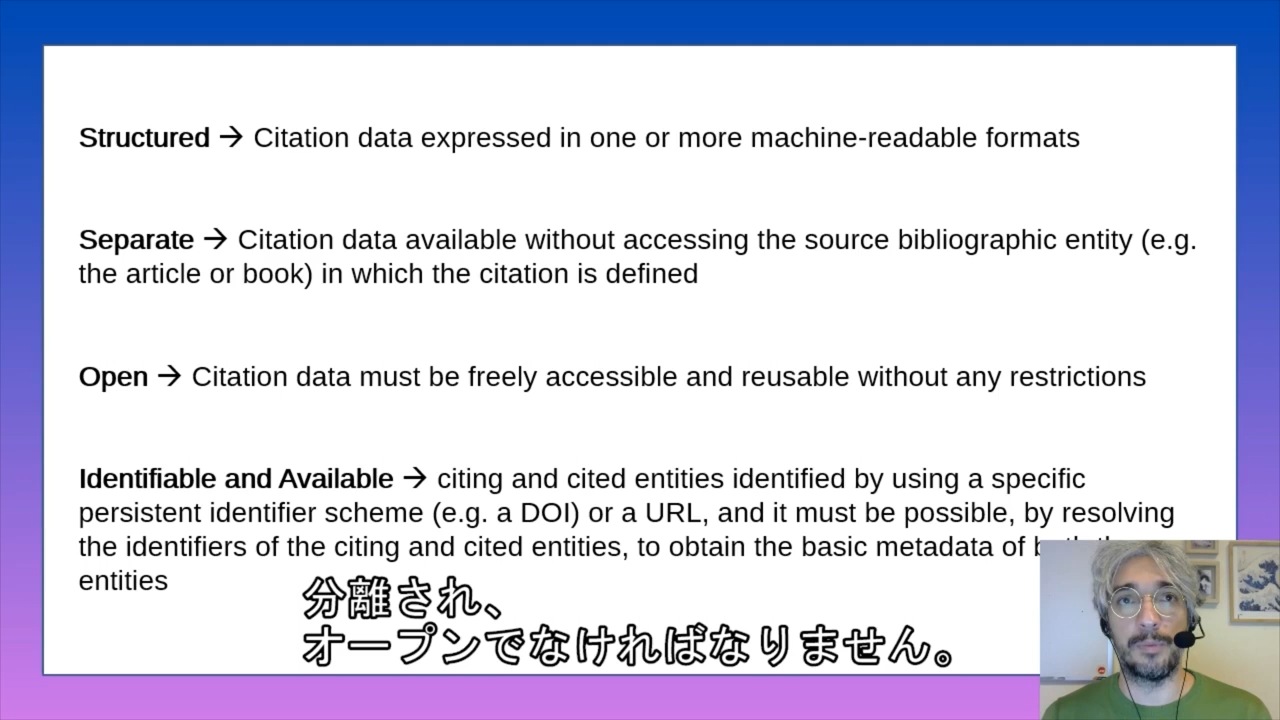 Structured → Citation data expressed in one or more machine-readable formats
Separate → Citation data available without accessing the source bibliographic entity (e.g.
the article or book) in which the citation is defined
Open → Citation data must be freely accessible and reusable without any restrictions
Identifiable and Available → citing and cited entities identified by using a specific
persistent identifier scheme (e.g. a DOI) or a URL, and it must be possible, by resolving
the identifiers of the citing and cited entities, to obtain the basic metadata of
entities
分離され、
オープンでなければなりません。